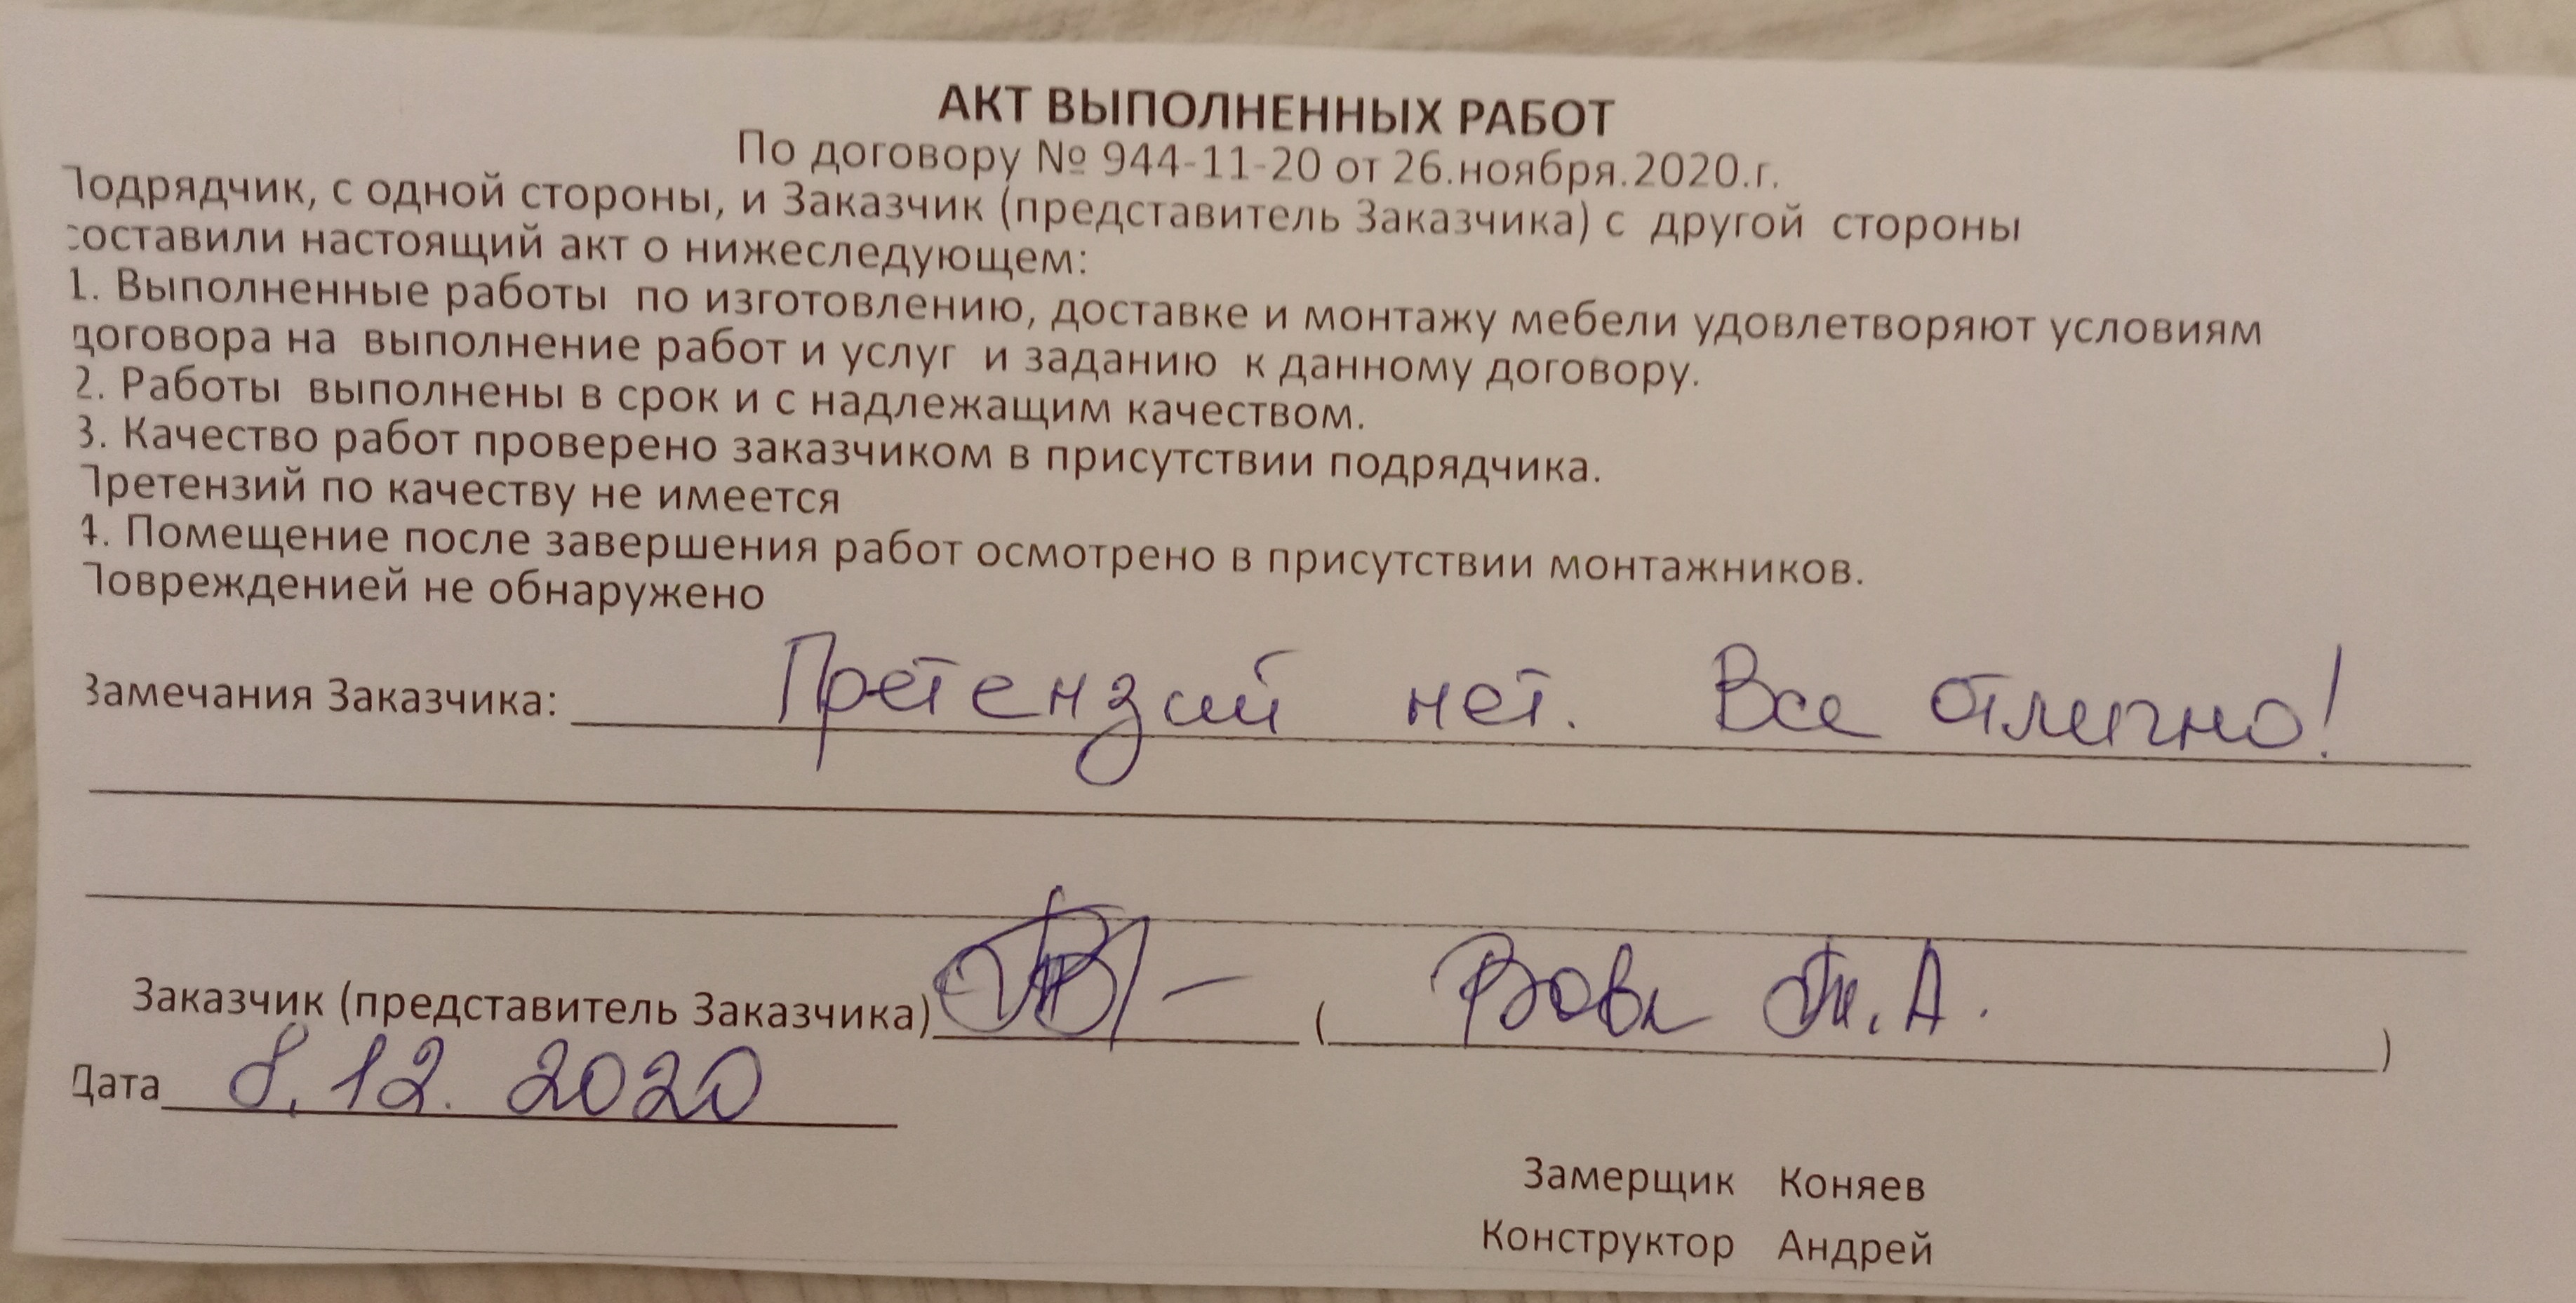 АКТ ВЫПОЛНЕННЫХ РАБОТ
По договору № 944-11-20 от 26.ноября.2020.г.
Подрядчик, с одной стороны, и Заказчик (представитель Заказчика) с другой стороны
составили настоящий акт о нижеследующем:
1. Выполненные работы по изготовлению, доставке и монтажу мебели удовлетворяют условиям
договора на выполнение работ и услуг и заданию к данному договору.
2. Работы выполнены в срок и с надлежащим качеством.
3. Качество работ проверено заказчиком в присутствии подрядчика.
Претензий по качеству не имеется
4. Помещение после завершения работ осмотрено в присутствии монтажников.
Поврежденией не обнаружено
Замечания Заказчика: Претензий нет. Все отлично!
Заказчик (представитель Заказчика) ( )
Дата 8.12.2020
Замерщик Коняев
Конструктор Андрей